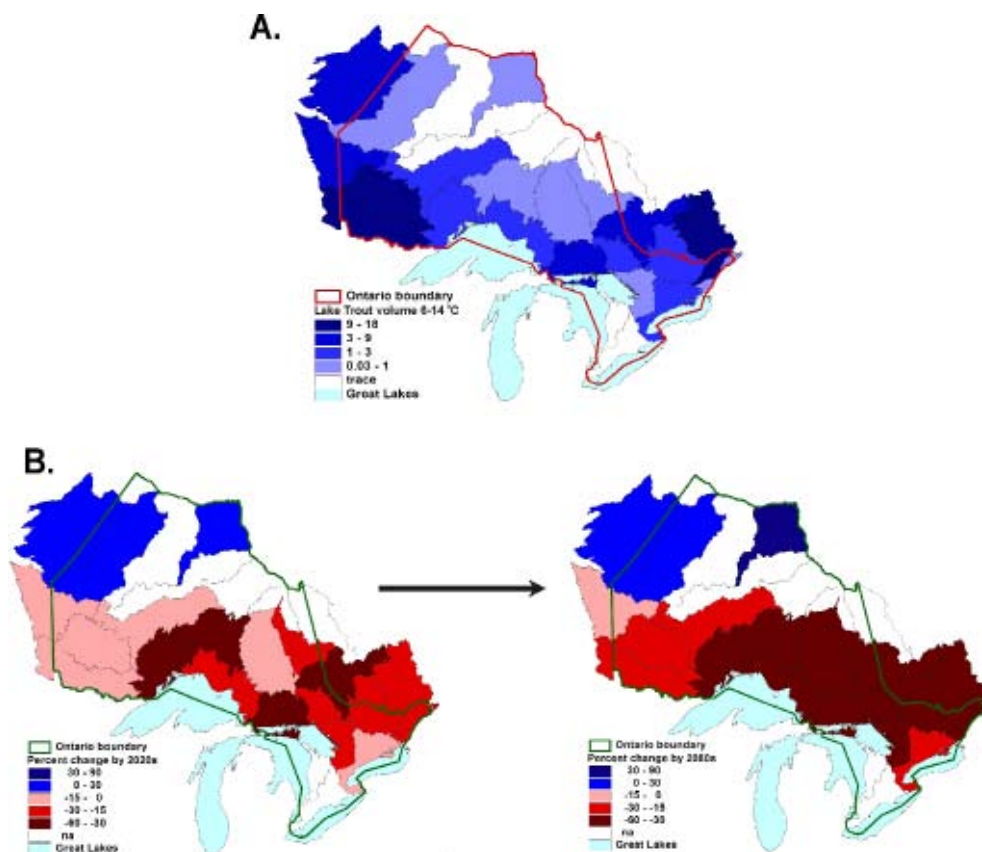 A.
Ontario boundary
Lake Trout volume 6-14 °C
9 - 18
3 - 9
1 - 3
0.03 - 1
trace
Great Lakes
B.
Ontario boundary
Percent change by 2020s
30 - 90
0 - 30
-15 - 0
-30 - -15
-60 - -30
na
Great Lakes
Ontario boundary
Percent change by 2080s
30 - 90
0 - 30
-15 - 0
-30 - -15
-60 - -30
na
Great Lakes